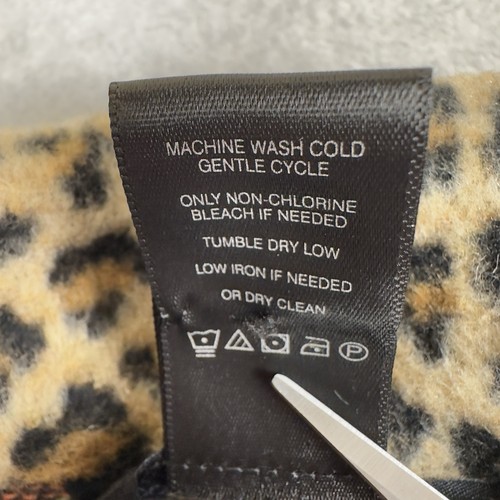 MACHINE WASH COLD
GENTLE CYCLE
ONLY NON-CHLORINE
BLEACH IF NEEDED
TUMBLE DRY LOW
LOW IRON IF NEEDED
OR DRY CLEAN
P